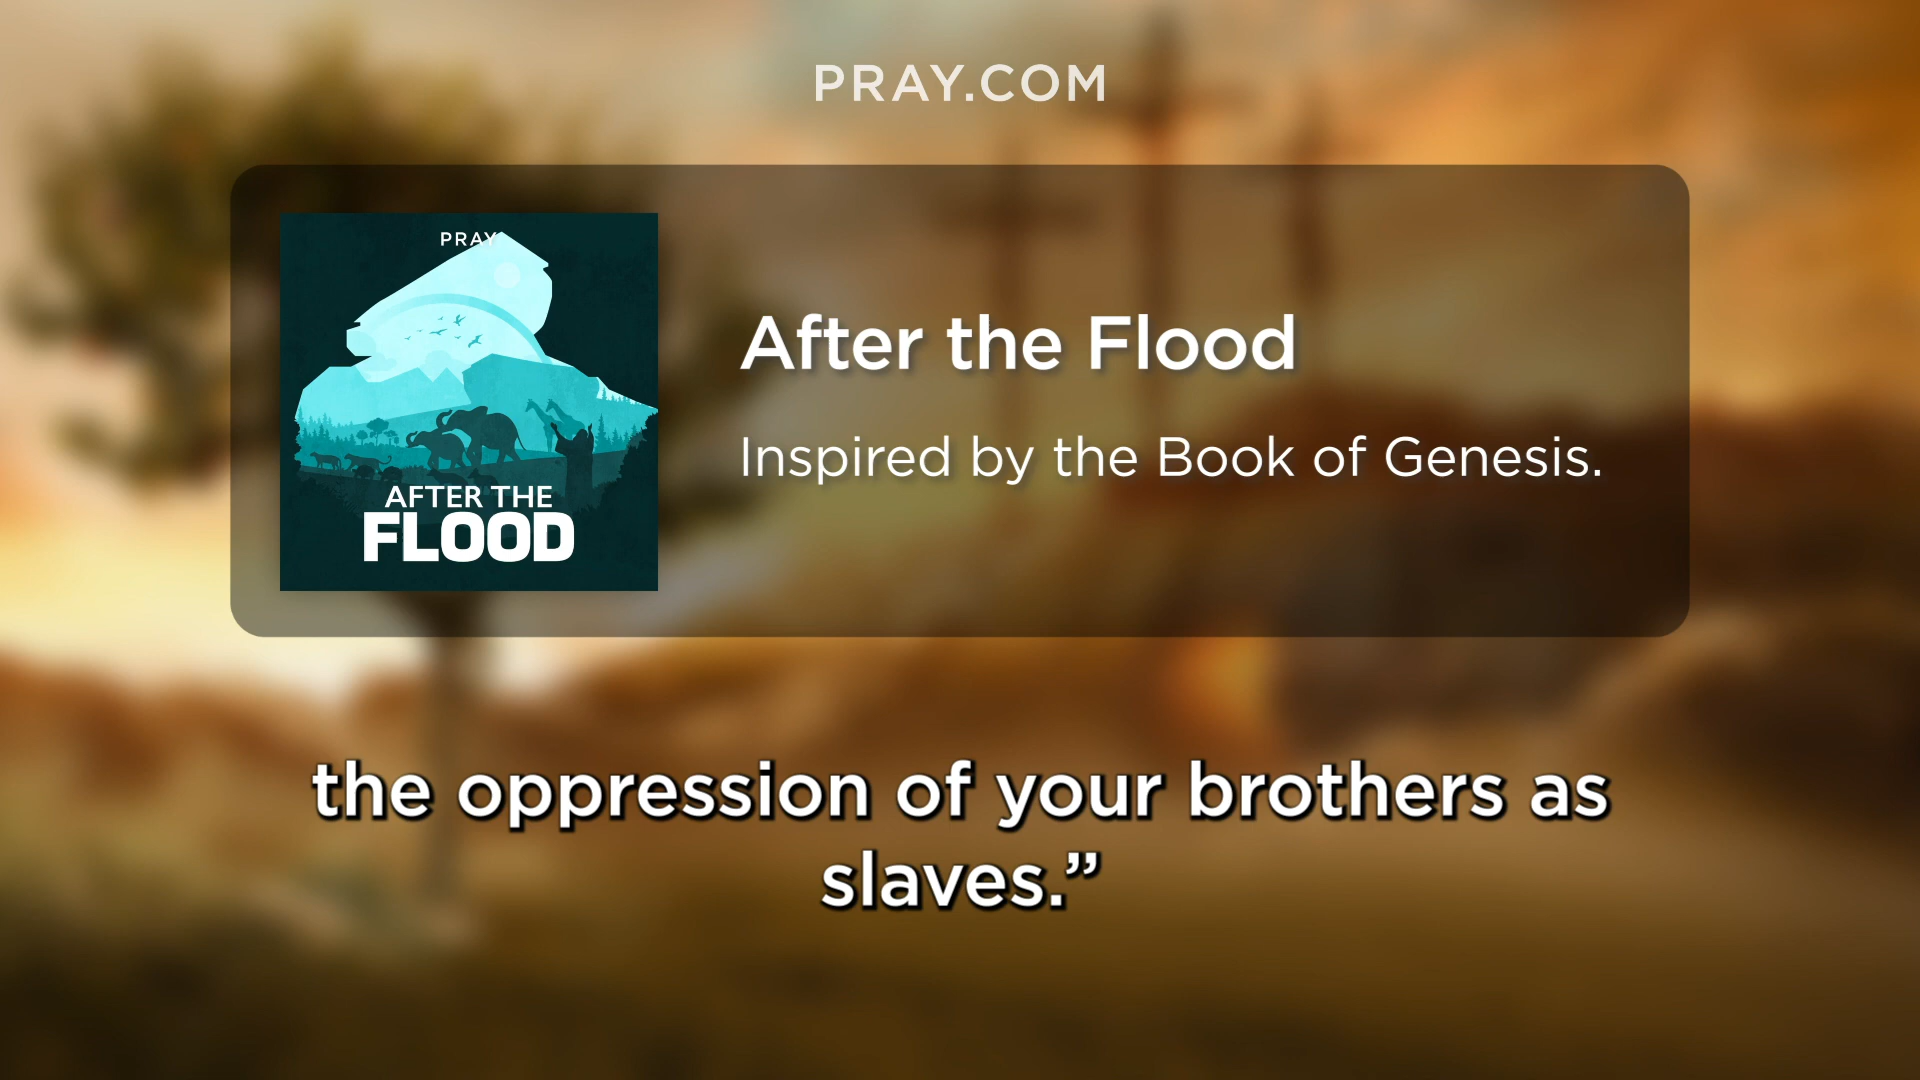 PRAY.COM
PRAY
AFTER THE
FLOOD
After the Flood
Inspired by the Book of Genesis.
the oppression of your brothers as
slaves.”